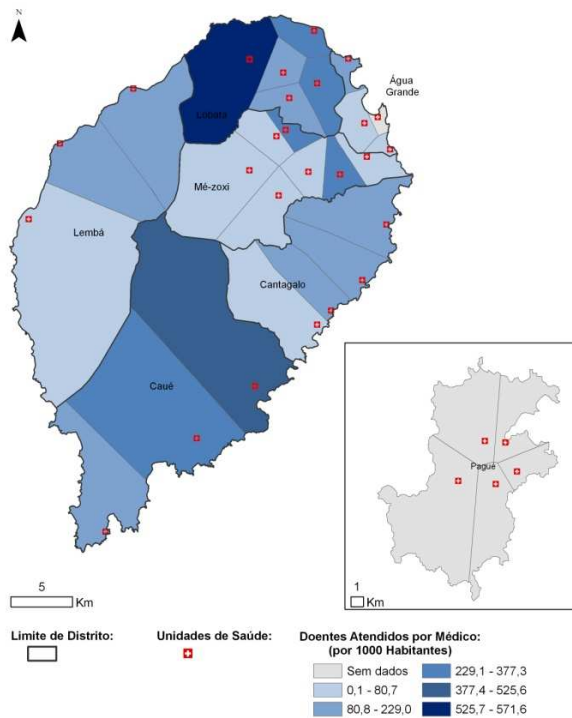 N
Água
Grande
Lobata
Mé-zoxi
Lembá
Cantagalo
Caué
Pagué
5
Km
1
Km
Limite de Distrito:
Unidades de Saúde:
Doentes Atendidos por Médico:
(por 1000 Habitantes)
Sem dados
0,1 - 80,7
80,8 - 229,0
229,1 - 377,3
377,4 - 525,6
525,7 - 571,6